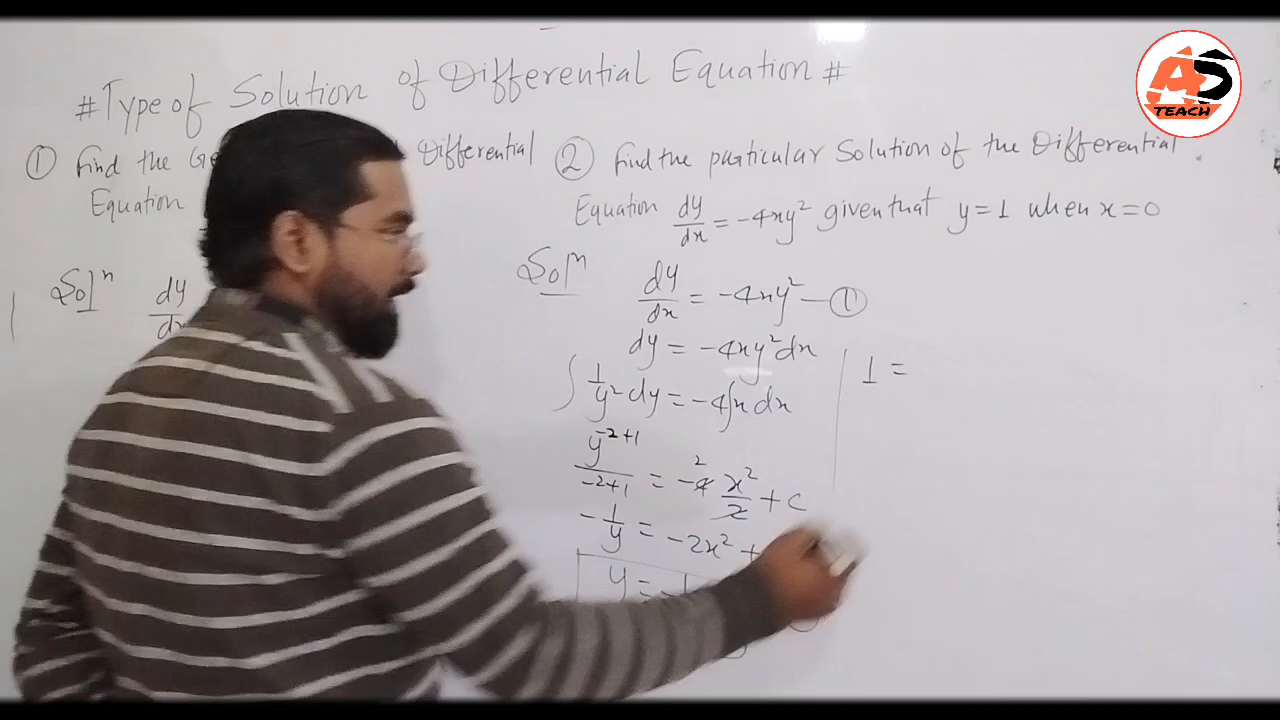 # Type of Solution of Differential Equation #
AS
TEACH
① Find the Differential
Equation
Solⁿ dy
② Find the particular Solution of the Differential
Equation dy/dx = -4xy² given that y=1 when x=0
Solⁿ dy/dx = -4xy² — ①
dy = -4xy² dx
∫ 1/y² dy = -4∫x dx
y⁻²⁺¹/-2+1 = -4 2 x²/2 + c
-1/y = -2x² +
y =
1 =